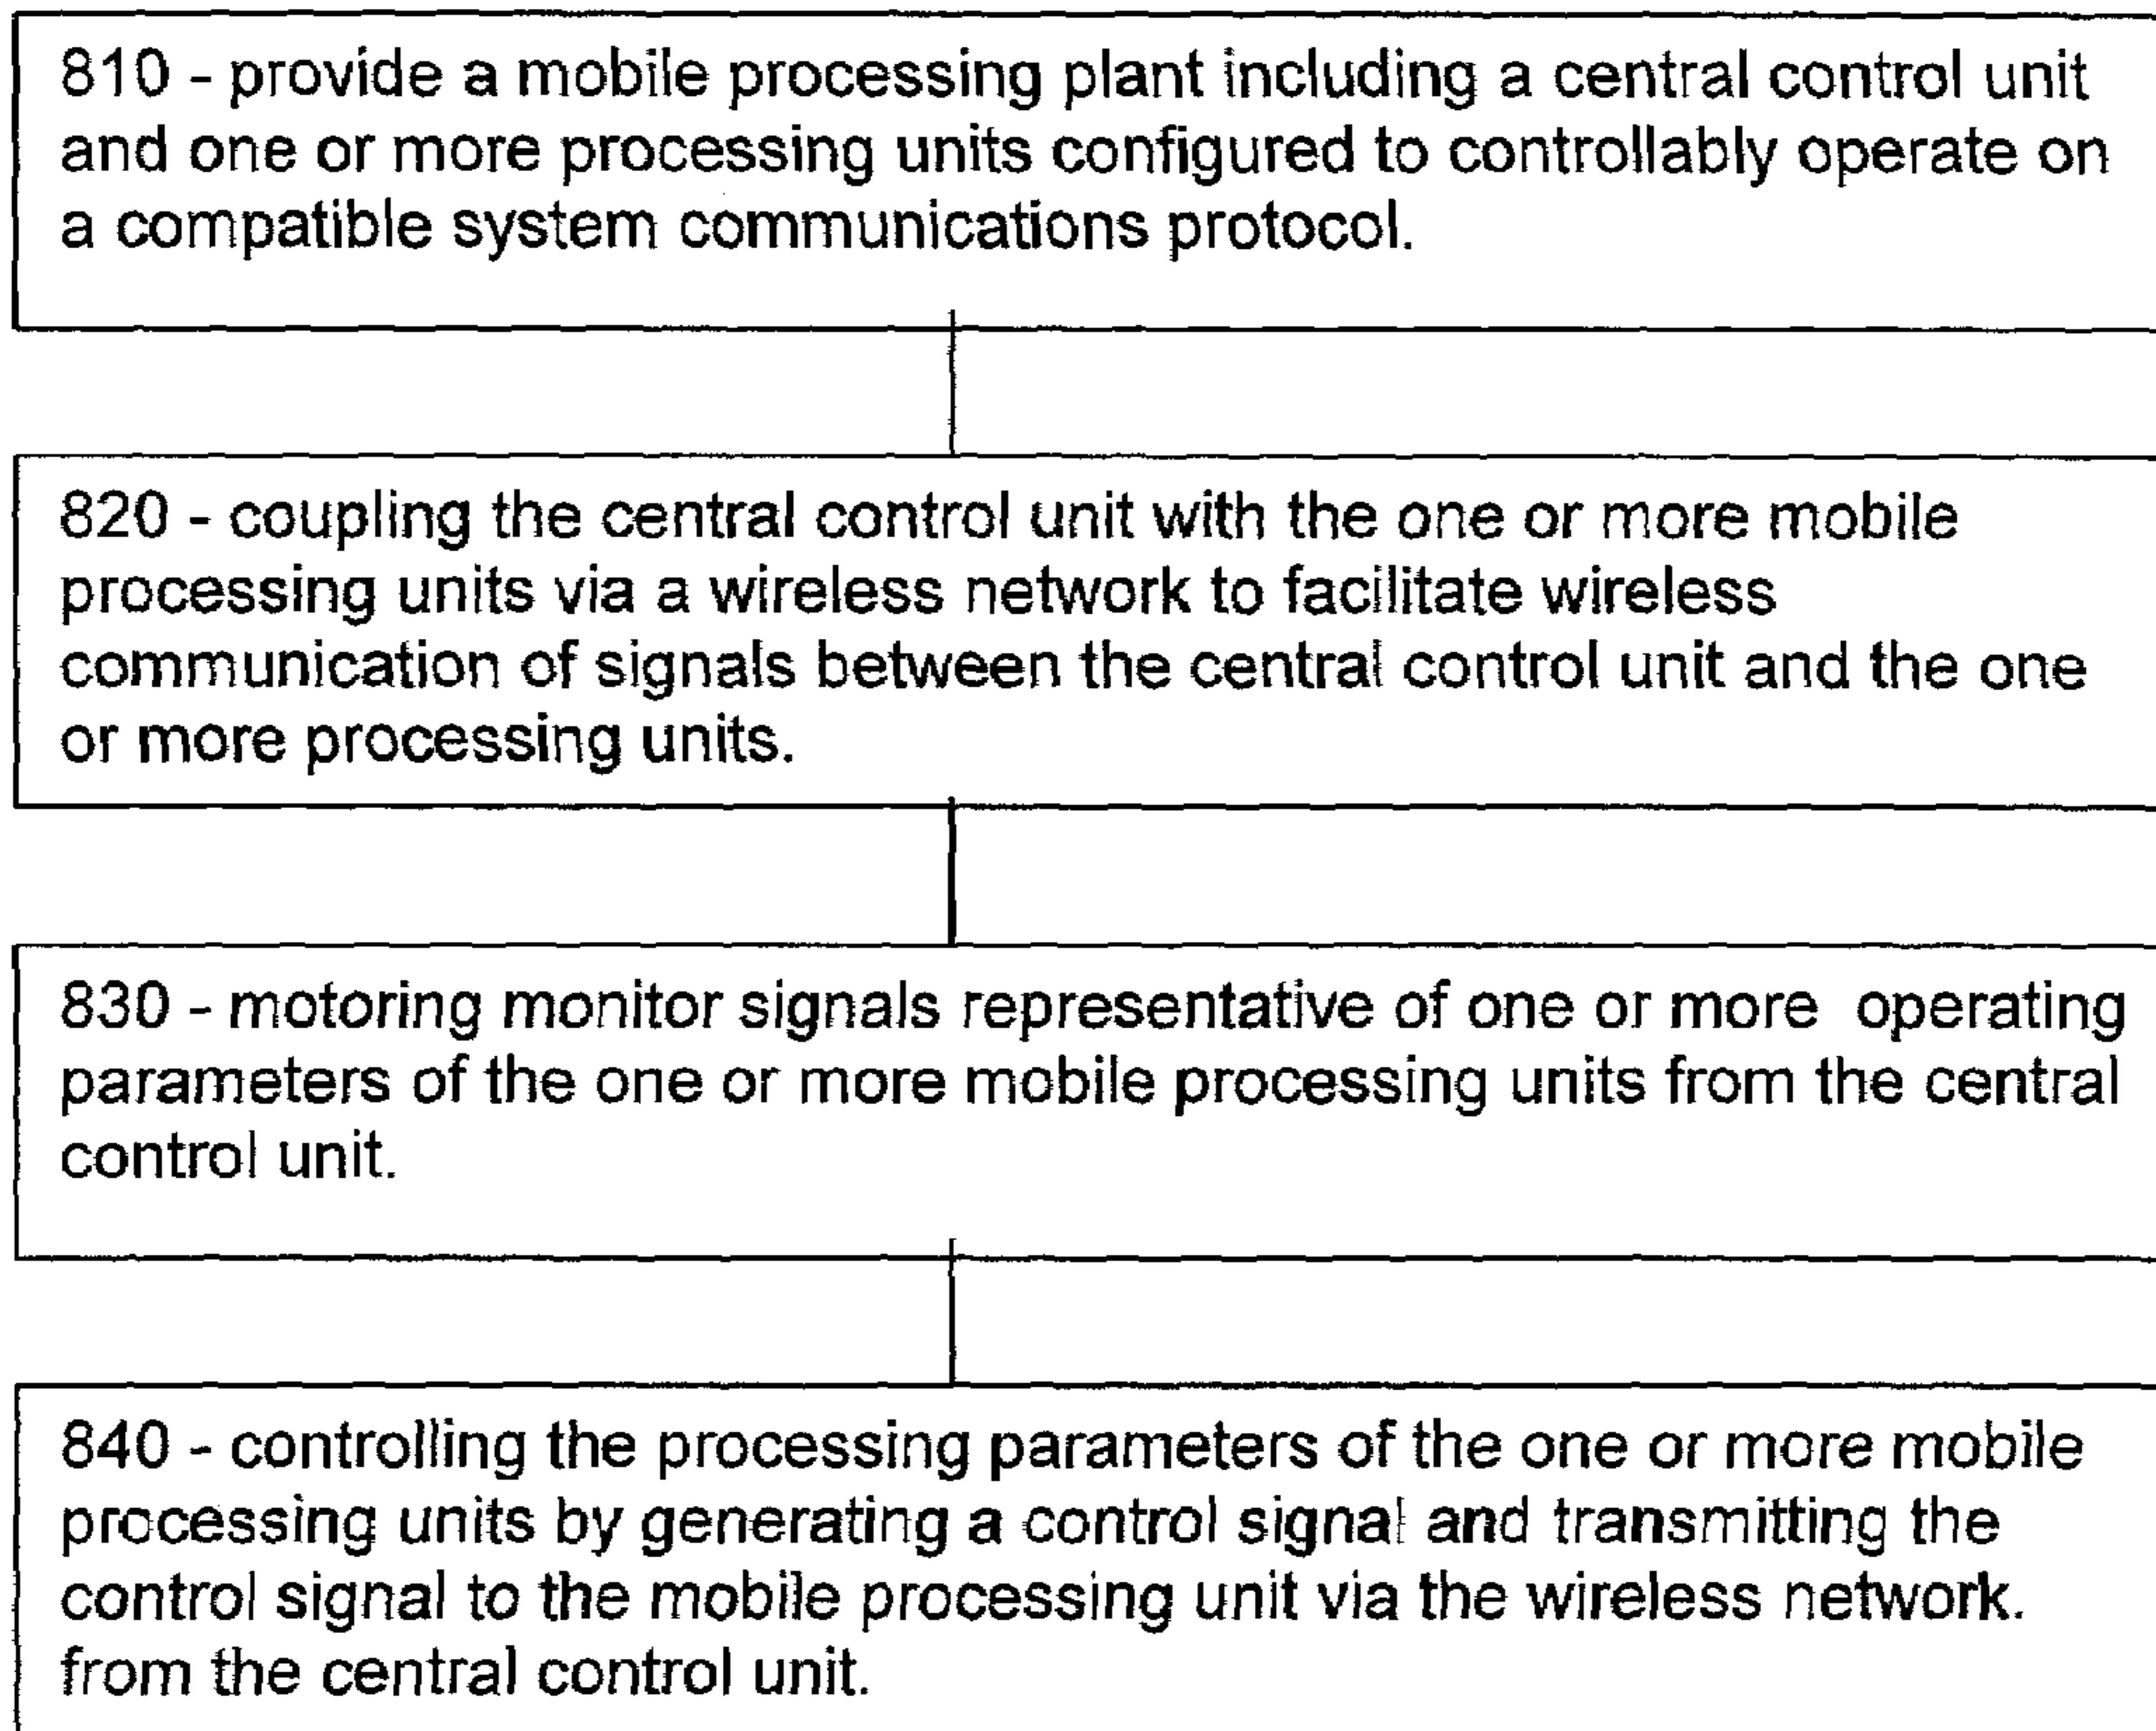 810 - provide a mobile processing plant including a central control unit
and one or more processing units configured to controllably operate on
a compatible system communications protocol.
820 - coupling the central control unit with the one or more mobile
processing units via a wireless network to facilitate wireless
communication of signals between the central control unit and the one
or more processing units.
830 - motoring monitor signals representative of one or more operating
parameters of the one or more mobile processing units from the central
control unit.
840 - controlling the processing parameters of the one or more mobile
processing units by generating a control signal and transmitting the
control signal to the mobile processing unit via the wireless network.
from the central control unit.